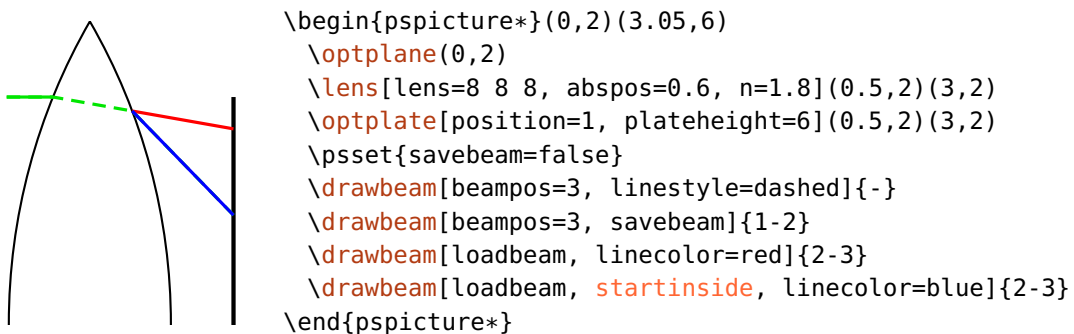 \begin{pspicture*}(0,2)(3.05,6)
\optplane(0,2)
\lens[lens=8 8 8, abspos=0.6, n=1.8](0.5,2)(3,2)
\optplate[position=1, plateheight=6](0.5,2)(3,2)
\psset{savebeam=false}
\drawbeam[beampos=3, linestyle=dashed]{-}
\drawbeam[beampos=3, savebeam]{1-2}
\drawbeam[loadbeam, linecolor=red]{2-3}
\drawbeam[loadbeam, startinside, linecolor=blue]{2-3}
\end{pspicture*}